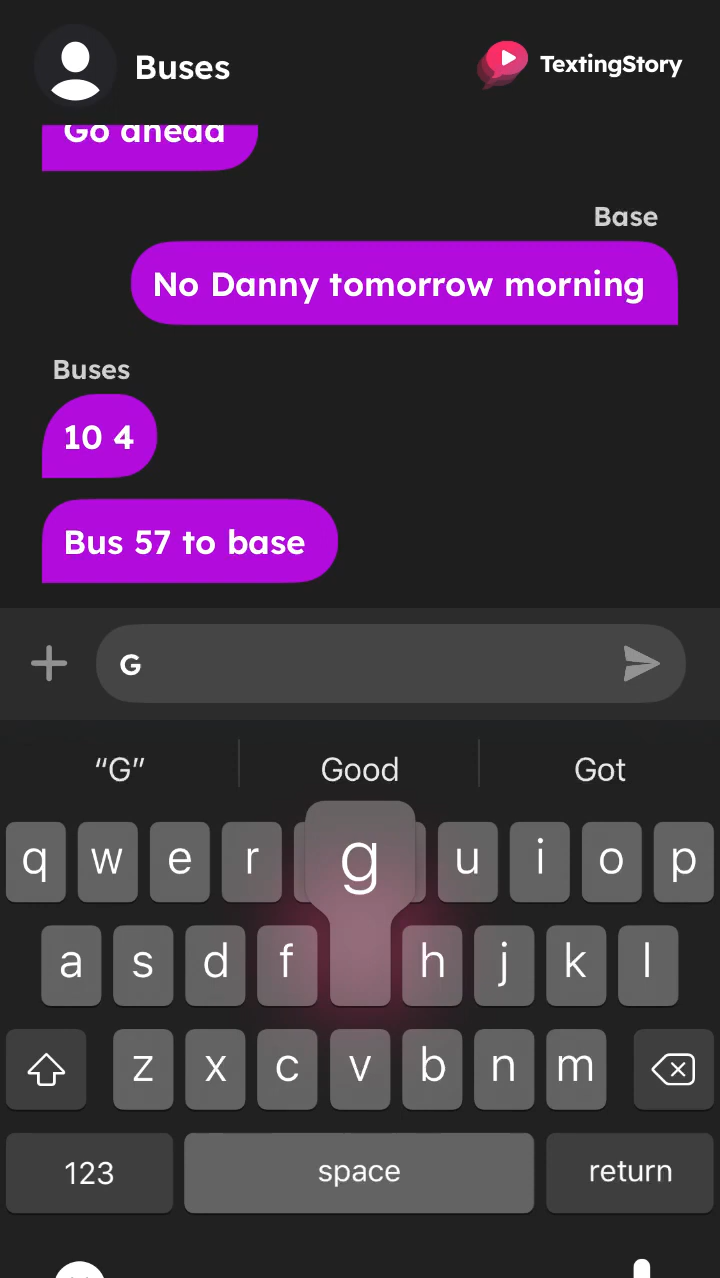 Buses
TextingStory
Go ahead
Base
No Danny tomorrow morning
Buses
10 4
Bus 57 to base
G
“G” Good Got
q w e r g u i o p
a s d f h j k l
z x c v b n m
123 space return